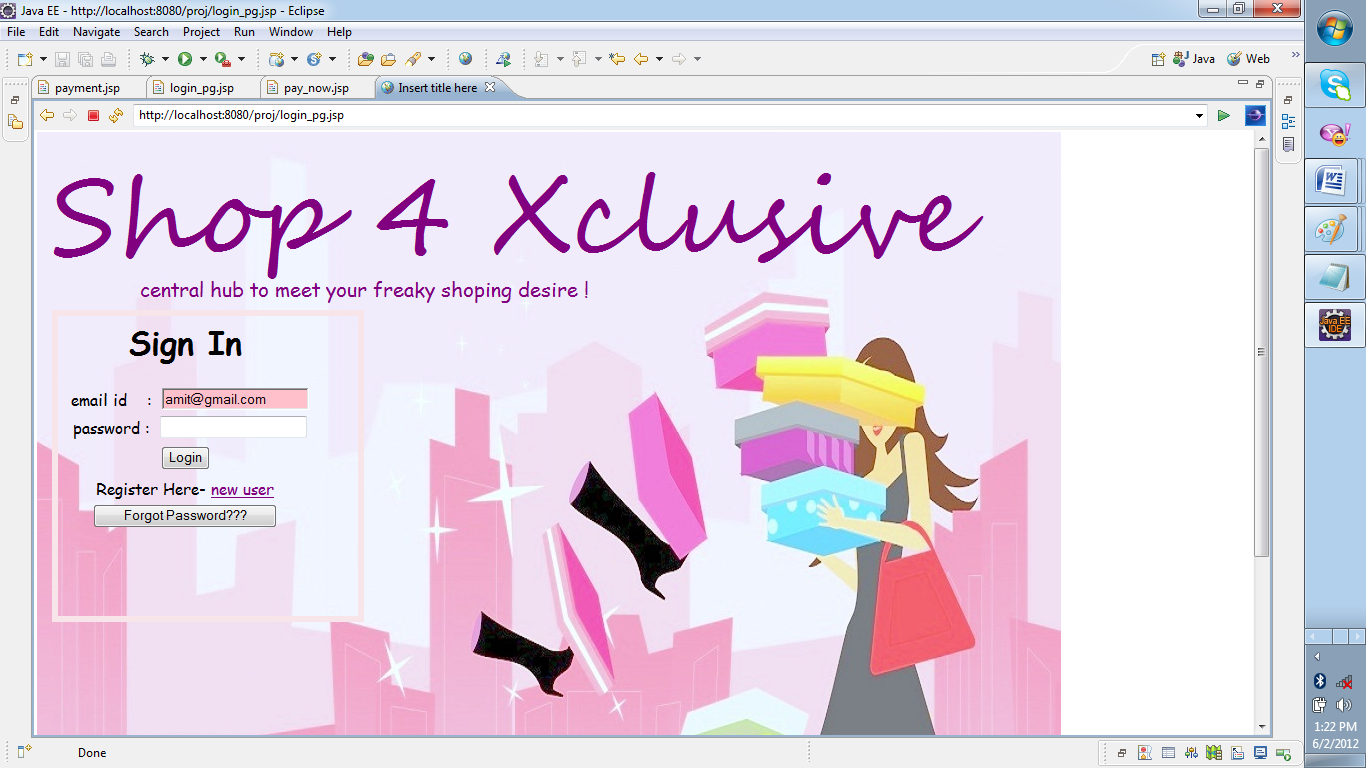 Java EE - http://localhost:8080/proj/login_pg.jsp - Eclipse
File Edit Navigate Search Project Run Window Help
Java Web
payment.jsp login_pg.jsp pay_now.jsp Insert title here
http://localhost:8080/proj/login_pg.jsp
Shop 4 Xclusive
central hub to meet your freaky shoping desire !
Sign In
email id : amit@gmail.com
password :
Login
Register Here- new user
Forgot Password???
Java EE
IDE
Done
1:22 PM
6/2/2012